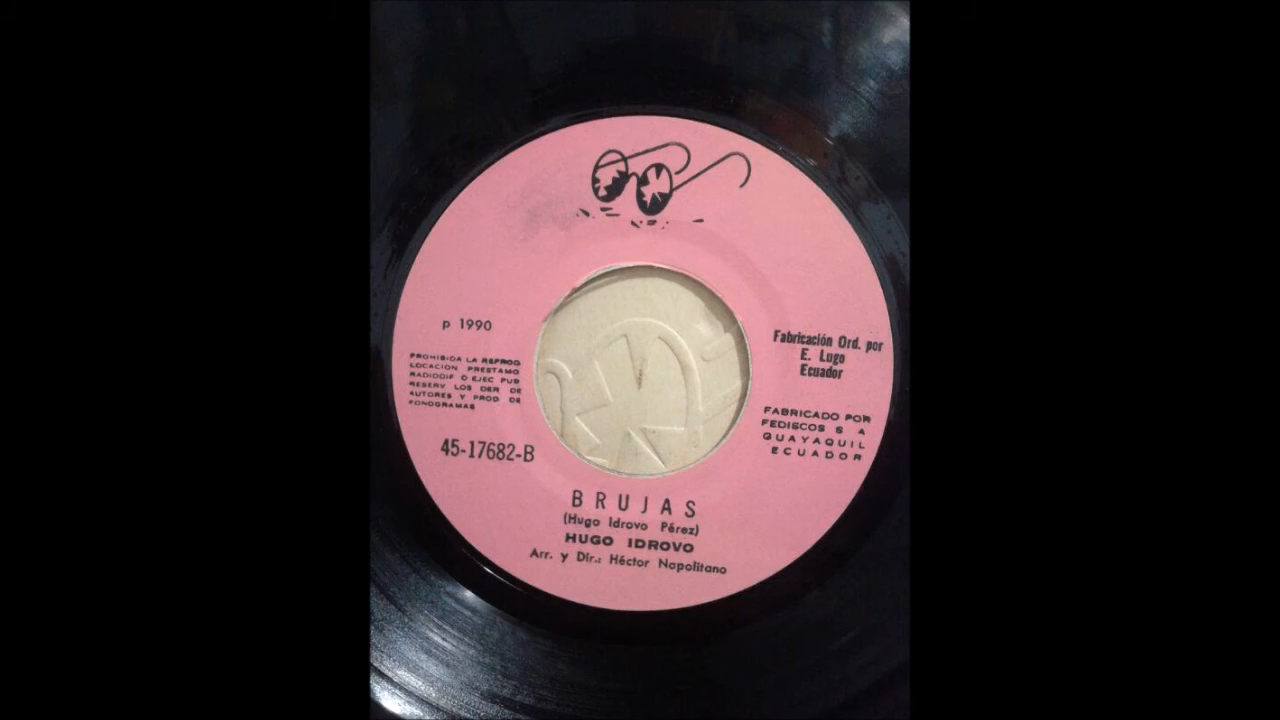 p 1990
PROHIBIDA LA REPROD
LOCACION PRESTAMO
RADIODIF O EJEC PUB
RESERV LOS DER DE
AUTORES Y PROD DE
FONOGRAMAS
45-17682-B
Fabricación Ord. por
E. Lugo
Ecuador
FABRICADO POR
FEDISCOS S A
GUAYAQUIL
ECUADOR
BRUJAS
(Hugo Idrovo Pérez)
HUGO IDROVO
Arr. y Dir.: Héctor Napolitano